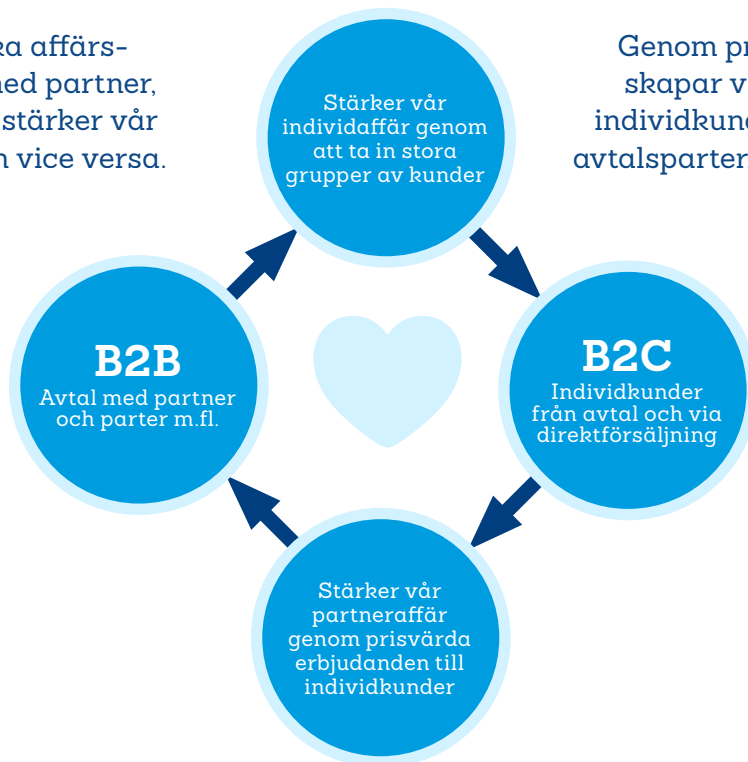 ka affärs-
med partner,
stärker vår
vice versa.
Genom
skapar
individkund
avtalsparter
Stärker vår
individaffär genom
att ta in stora
grupper av kunder
B2B
Avtal med partner
och parter m.fl.
B2C
Individkunder
från avtal och via
direktförsäljning
Stärker vår
partneraffär
genom prisvärda
erbjudanden till
individkunder